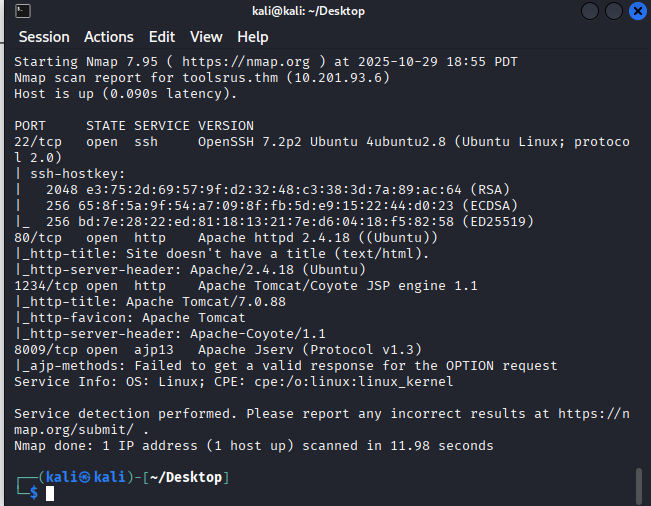 kali@kali: ~/Desktop
Session Actions Edit View Help
Starting Nmap 7.95 ( https://nmap.org ) at 2025-10-29 18:55 PDT
Nmap scan report for toolsrus.thm (10.201.93.6)
Host is up (0.090s latency).
PORT     STATE SERVICE VERSION
22/tcp   open  ssh     OpenSSH 7.2p2 Ubuntu 4ubuntu2.8 (Ubuntu Linux; protoco
l 2.0)
| ssh-hostkey:
|   2048 e3:75:2d:69:57:9f:d2:32:48:c3:38:3d:7a:89:ac:64 (RSA)
|   256 65:8f:5a:9f:54:a7:09:8f:fb:5d:e9:15:22:44:d0:23 (ECDSA)
|_  256 bd:7e:28:22:ed:81:18:13:21:7e:d6:04:18:f5:82:58 (ED25519)
80/tcp   open  http    Apache httpd 2.4.18 ((Ubuntu))
|_http-title: Site doesn't have a title (text/html).
|_http-server-header: Apache/2.4.18 (Ubuntu)
1234/tcp open  http    Apache Tomcat/Coyote JSP engine 1.1
|_http-title: Apache Tomcat/7.0.88
|_http-favicon: Apache Tomcat
|_http-server-header: Apache-Coyote/1.1
8009/tcp open  ajp13   Apache Jserv (Protocol v1.3)
|_ajp-methods: Failed to get a valid response for the OPTION request
Service Info: OS: Linux; CPE: cpe:/o:linux:linux_kernel
Service detection performed. Please report any incorrect results at https://n
map.org/submit/ .
Nmap done: 1 IP address (1 host up) scanned in 11.98 seconds
┌──(kali㉿kali)-[~/Desktop]
└─$